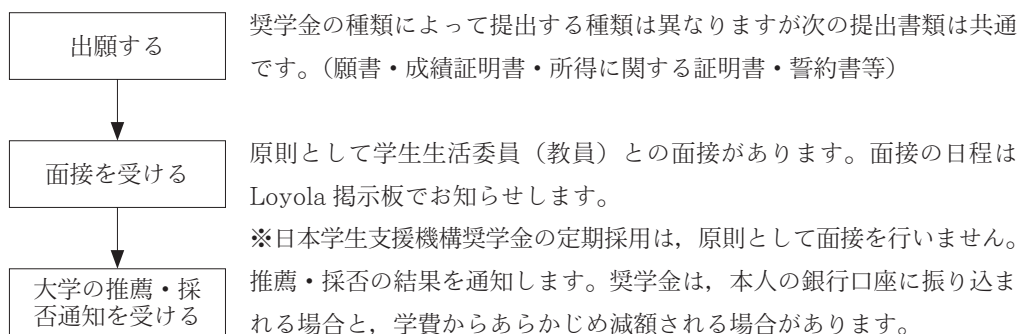 出願する
奨学金の種類によって提出する種類は異なりますが次の提出書類は共通
です。（願書・成績証明書・所得に関する証明書・誓約書等）
面接を受ける
原則として学生生活委員（教員）との面接があります。面接の日程は
Loyola 掲示板でお知らせします。
※日本学生支援機構奨学金の定期採用は，原則として面接を行いません。
大学の推薦・採
否通知を受ける
推薦・採否の結果を通知します。奨学金は，本人の銀行口座に振り込ま
れる場合と，学費からあらかじめ減額される場合があります。